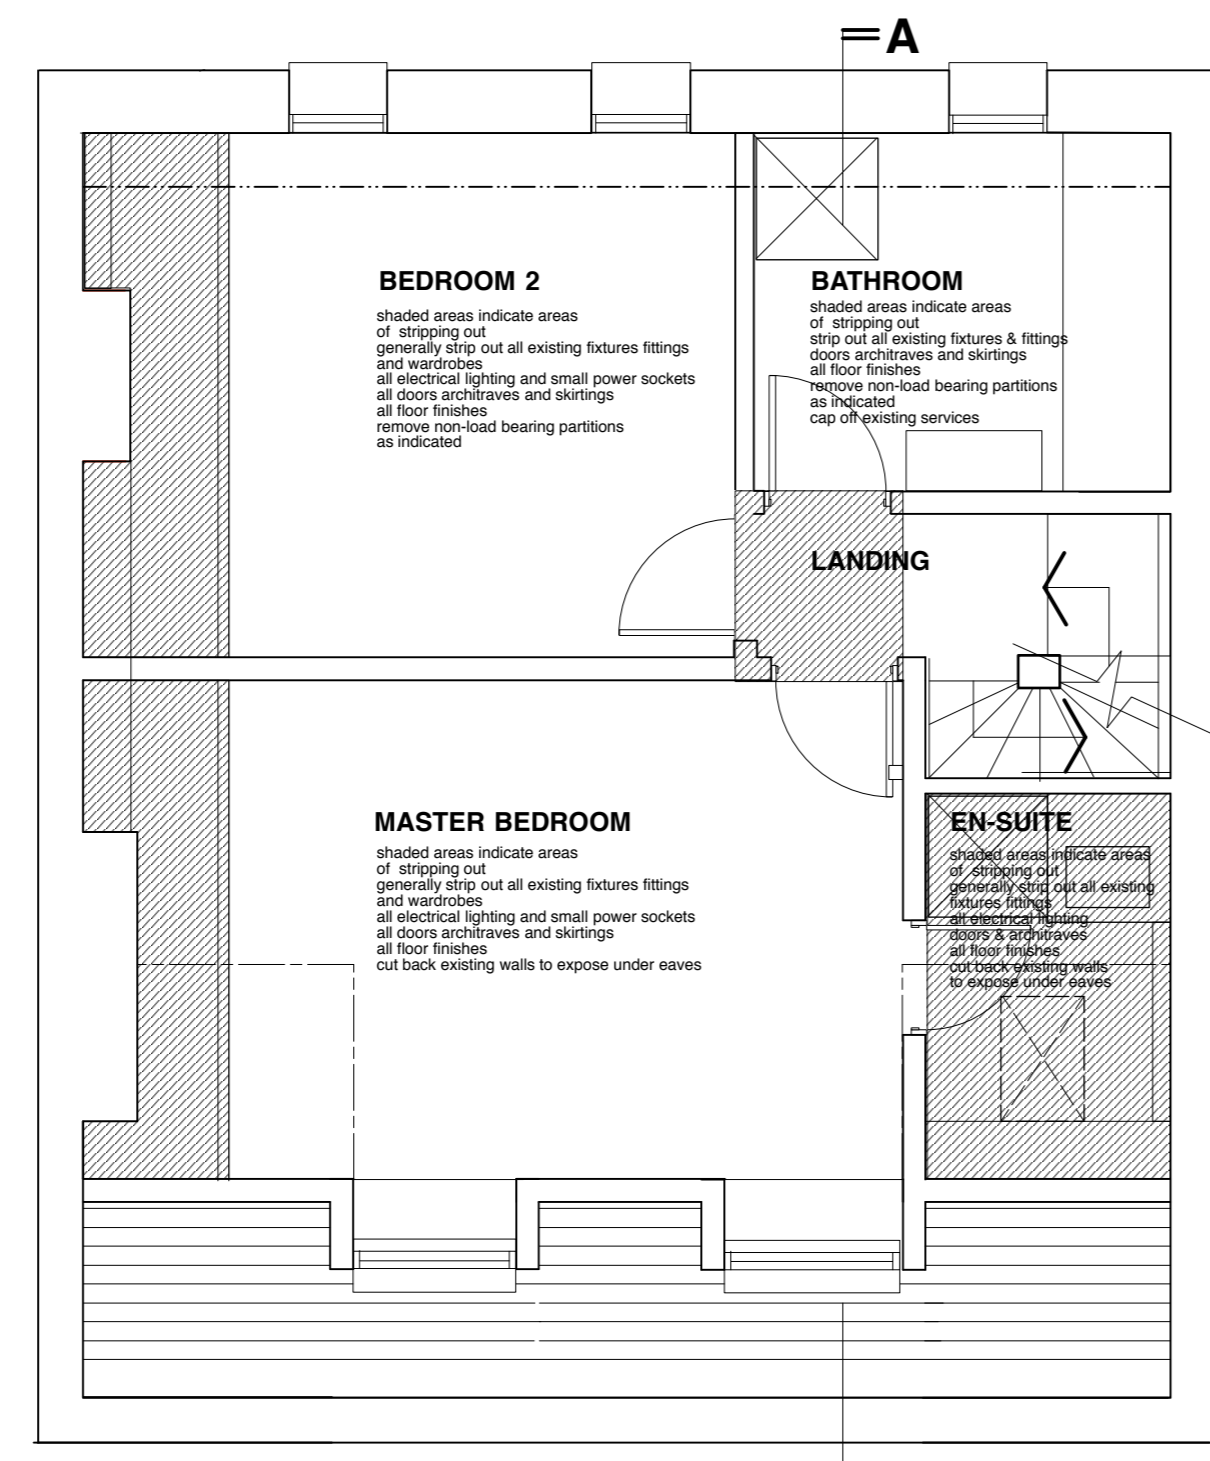 A
BEDROOM 2
shaded areas indicate areas
of stripping out
generally strip out all existing fixtures fittings
and wardrobes
all electrical lighting and small power sockets
all doors architraves and skirtings
all floor finishes
remove non-load bearing partitions
as indicated
BATHROOM
shaded areas indicate areas
of stripping out
strip out all existing fixtures & fittings
doors architraves and skirtings
all floor finishes
remove non-load bearing partitions
as indicated
cap off existing services
LANDING
MASTER BEDROOM
shaded areas indicate areas
of stripping out
generally strip out all existing fixtures fittings
and wardrobes
all electrical lighting and small power sockets
all doors architraves and skirtings
all floor finishes
cut back existing walls to expose under eaves
EN-SUITE
shaded areas indicate areas
of stripping out
generally strip out all existing
fixtures fittings
all electrical lighting
doors & architraves
all floor finishes
cut back existing walls
to expose under eaves